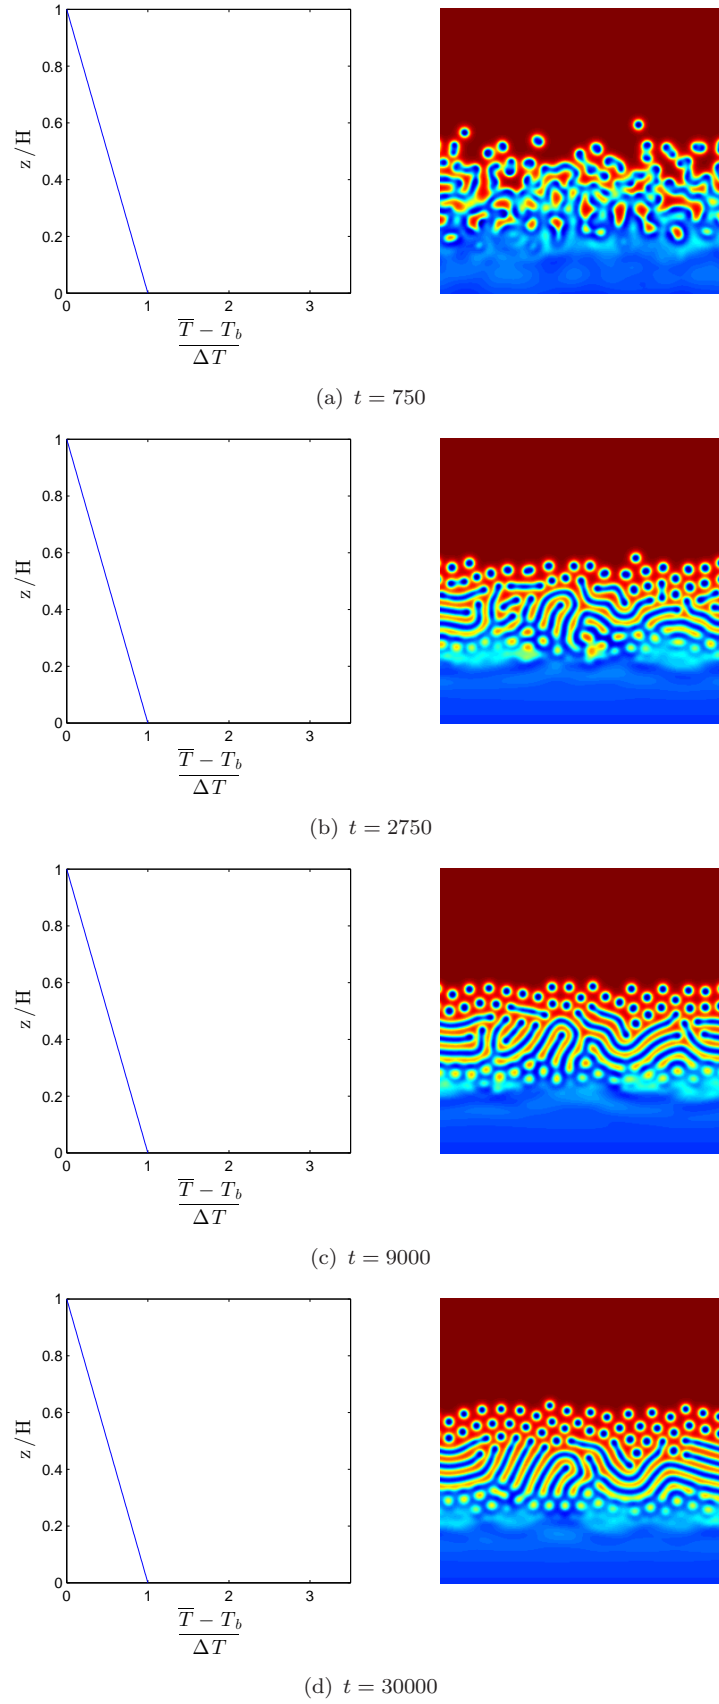 1
0.8
0.6
0.4
0.2
0
z/H
0 1 2 3
T̅ − T_b
ΔT
(a) t = 750
1
0.8
0.6
0.4
0.2
0
z/H
0 1 2 3
T̅ − T_b
ΔT
(b) t = 2750
1
0.8
0.6
0.4
0.2
0
z/H
0 1 2 3
T̅ − T_b
ΔT
(c) t = 9000
1
0.8
0.6
0.4
0.2
0
z/H
0 1 2 3
T̅ − T_b
ΔT
(d) t = 30000